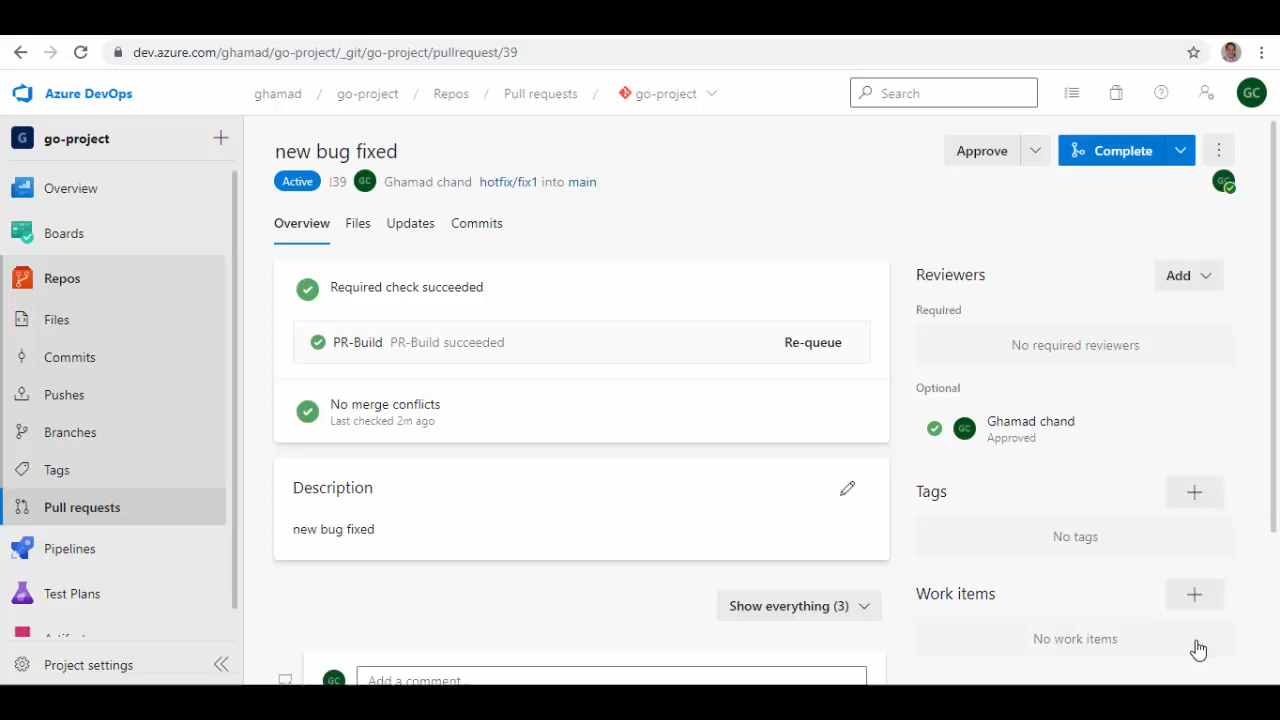 dev.azure.com/ghamad/go-project/_git/go-project/pullrequest/39
Azure DevOps
ghamad / go-project / Repos / Pull requests / go-project
Search
GC
G go-project
Overview
Boards
Repos
Files
Commits
Pushes
Branches
Tags
Pull requests
Pipelines
Test Plans
Project settings
new bug fixed
Approve
Complete
Active !39 GC Ghamad chand hotfix/fix1 into main
GC
Overview Files Updates Commits
Required check succeeded
PR-Build PR-Build succeeded Re-queue
No merge conflicts
Last checked 2m ago
Description
new bug fixed
Show everything (3)
GC Add a comment...
Reviewers
Add
Required
No required reviewers
Optional
GC Ghamad chand
Approved
Tags
No tags
Work items
No work items